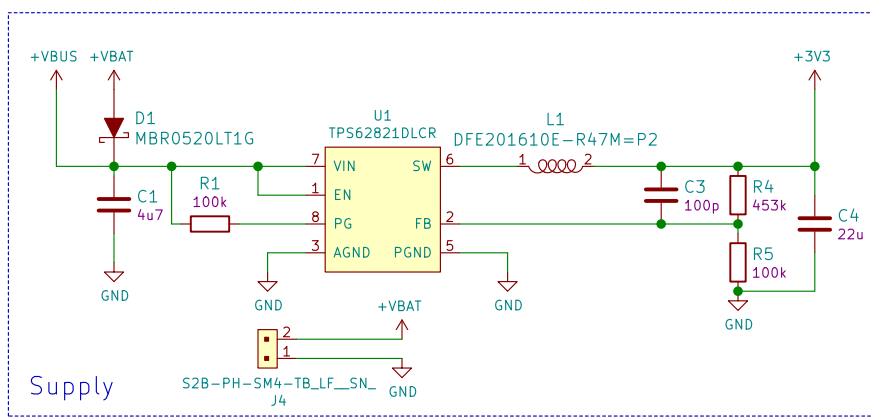 +VBUS
+VBAT
+3V3
D1
MBR0520LT1G
U1
TPS62821DLCR
L1
DFE201610E-R47M=P2
7
VIN
SW
6
1
2
1
EN
R1
100k
8
PG
FB
2
3
AGND
PGND
5
C1
4u7
C3
100p
R4
453k
C4
22u
R5
100k
GND
GND
GND
GND
+VBAT
2
1
GND
S2B-PH-SM4-TB_LF__SN_
J4
Supply